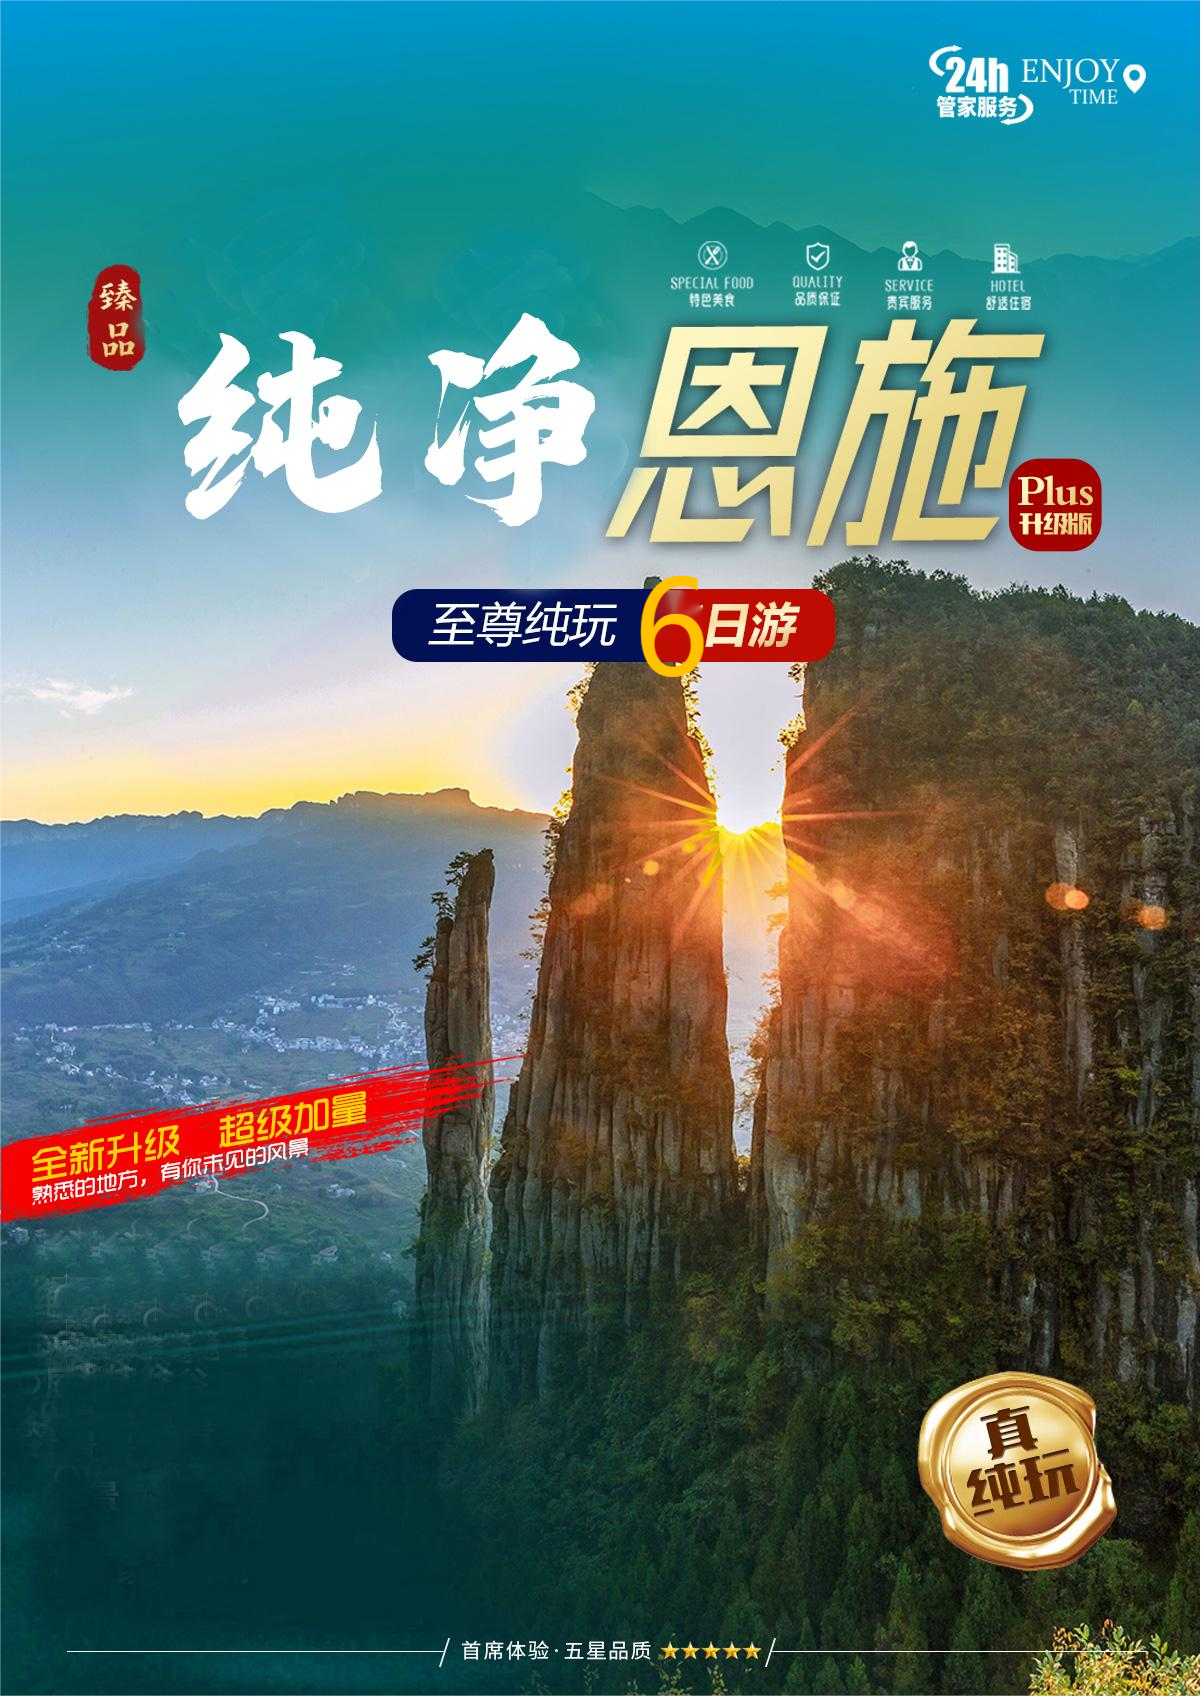 24h
管家服务
ENJOY
TIME
SPECIAL FOOD
特色美食
QUALITY
品质保证
SERVICE
贵宾服务
HOTEL
舒适住宿
臻品
纯净恩施
Plus
升级版
至尊纯玩6日游
全新升级 超级加量
熟悉的地方，有你未见的风景
真
纯玩
首席体验·五星品质